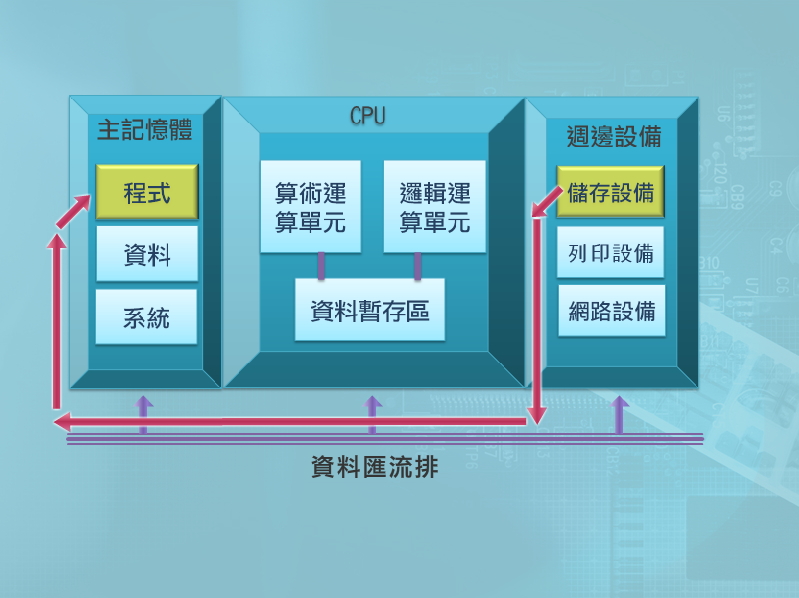 主記憶體
程式
資料
系統
CPU
算術運
算單元
邏輯運
算單元
資料暫存區
週邊設備
儲存設備
列印設備
網路設備
資料匯流排